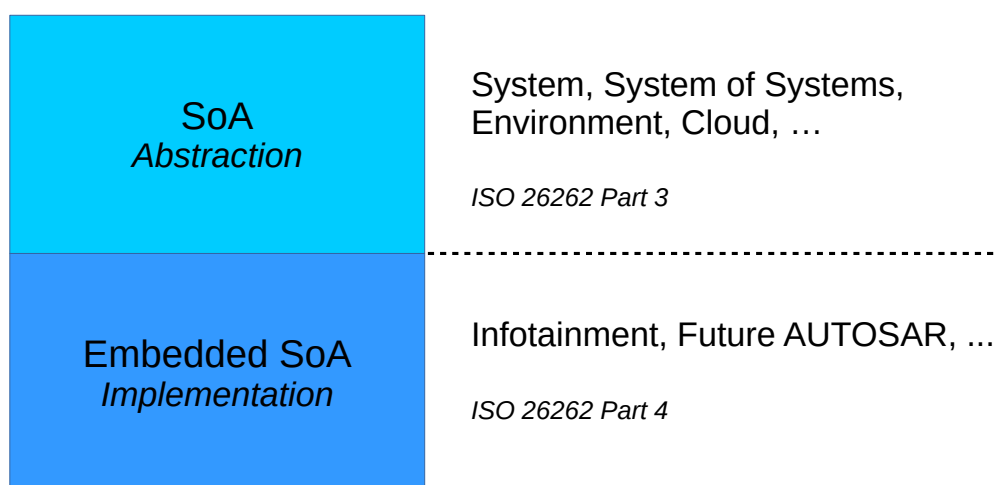 SoA
Abstraction
System, System of Systems,
Environment, Cloud, …
ISO 26262 Part 3
Embedded SoA
Implementation
Infotainment, Future AUTOSAR, ...
ISO 26262 Part 4